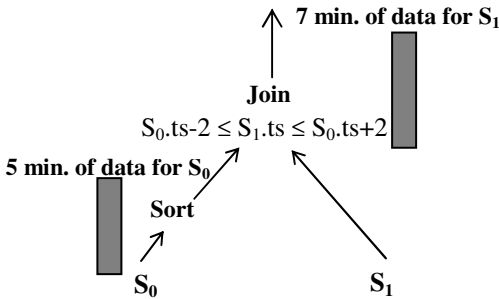 7 min. of data for S₁
Join
S₀.ts-2 ≤ S₁.ts ≤ S₀.ts+2
5 min. of data for S₀
Sort
S₀
S₁